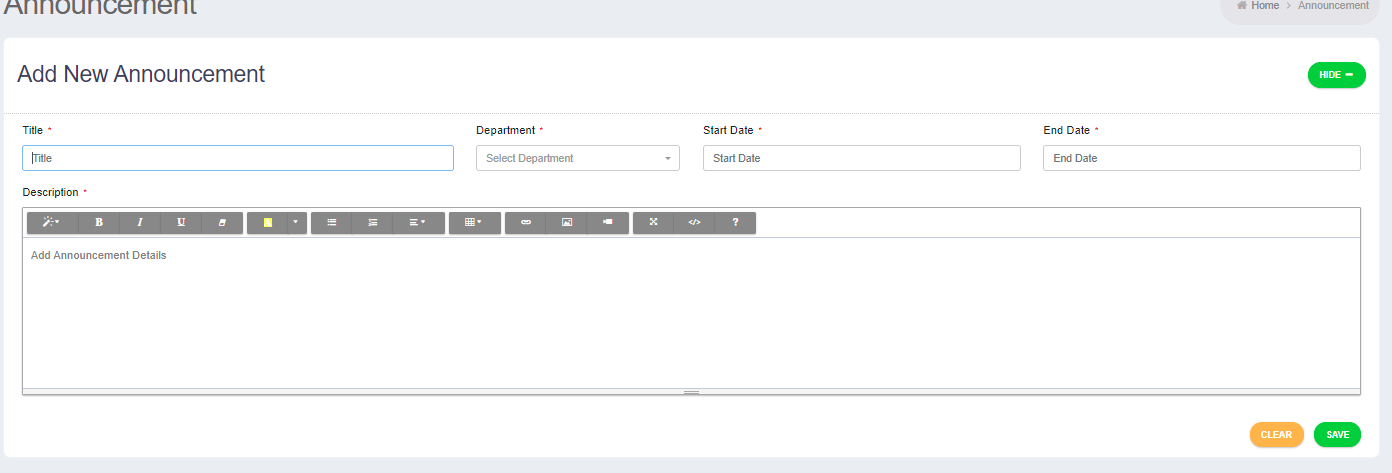 Announcement
Home > Announcement
Add New Announcement
HIDE
Title *
Department *
Start Date *
End Date *
Title
Select Department
Start Date
End Date
Description *
B I U A </> ?
Add Announcement Details
CLEAR SAVE